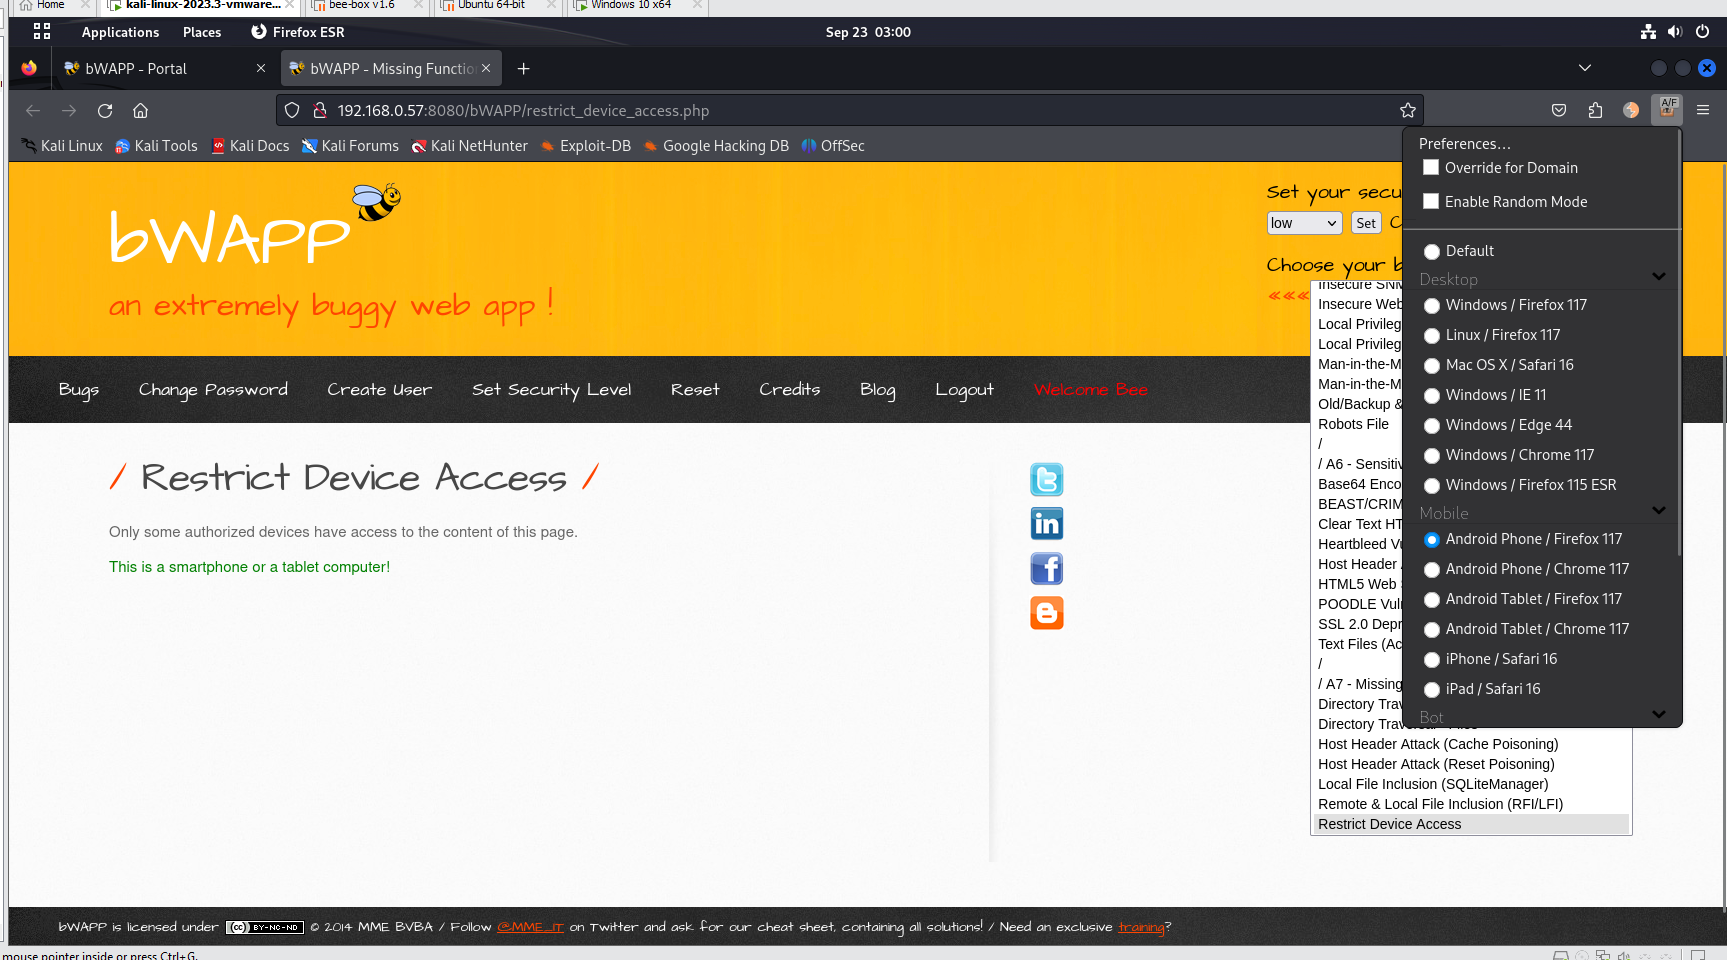 Home
kali-linux-2023.3-vmware...
bee-box v1.6
Ubuntu 64-bit
Windows 10 x64
Applications
Places
Firefox ESR
Sep 23 03:00
bWAPP - Portal
bWAPP - Missing Functio
192.168.0.57:8080/bWAPP/restrict_device_access.php
A/F
Kali Linux
Kali Tools
Kali Docs
Kali Forums
Kali NetHunter
Exploit-DB
Google Hacking DB
OffSec
bWAPP
an extremely buggy web app !
Set your secu
low
Set
C
Choose your b
Preferences...
Override for Domain
Enable Random Mode
Default
Desktop
Windows / Firefox 117
Linux / Firefox 117
Mac OS X / Safari 16
Windows / IE 11
Windows / Edge 44
Windows / Chrome 117
Windows / Firefox 115 ESR
Mobile
Android Phone / Firefox 117
Android Phone / Chrome 117
Android Tablet / Firefox 117
Android Tablet / Chrome 117
iPhone / Safari 16
iPad / Safari 16
Bot
Bugs
Change Password
Create User
Set Security Level
Reset
Credits
Blog
Logout
Welcome Bee
/ Restrict Device Access /
Only some authorized devices have access to the content of this page.
This is a smartphone or a tablet computer!
Insecure SNM
Insecure Web
Local Privileg
Local Privileg
Man-in-the-M
Man-in-the-M
Old/Backup &
Robots File
/
/ A6 - Sensitiv
Base64 Enco
BEAST/CRIM
Clear Text HT
Heartbleed Vu
Host Header
HTML5 Web
POODLE Vuln
SSL 2.0 Depr
Text Files (Ac
/
/ A7 - Missing
Directory Trav
Directory Traversal - Files
Host Header Attack (Cache Poisoning)
Host Header Attack (Reset Poisoning)
Local File Inclusion (SQLiteManager)
Remote & Local File Inclusion (RFI/LFI)
Restrict Device Access
bWAPP is licensed under (cc) BY-NC-ND © 2014 MME BVBA / Follow @MME_IT on Twitter and ask for our cheat sheet, containing all solutions! / Need an exclusive training?
mouse pointer inside or press Ctrl+G.